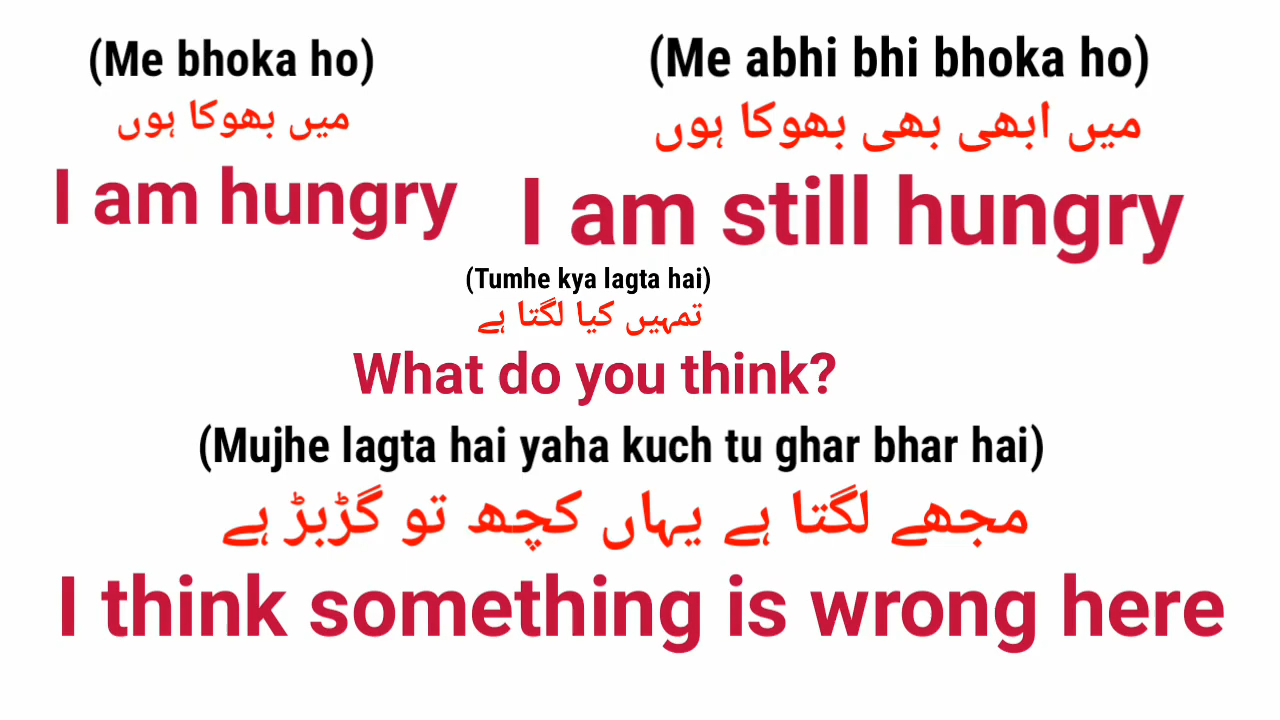 (Me bhoka ho)
میں بھوکا ہوں
I am hungry
(Me abhi bhi bhoka ho)
میں ابھی بھی بھوکا ہوں
I am still hungry
(Tumhe kya lagta hai)
تمہیں کیا لگتا ہے
What do you think?
(Mujhe lagta hai yaha kuch tu ghar bhar hai)
مجھے لگتا ہے یہاں کچھ تو گڑبڑ ہے
I think something is wrong here